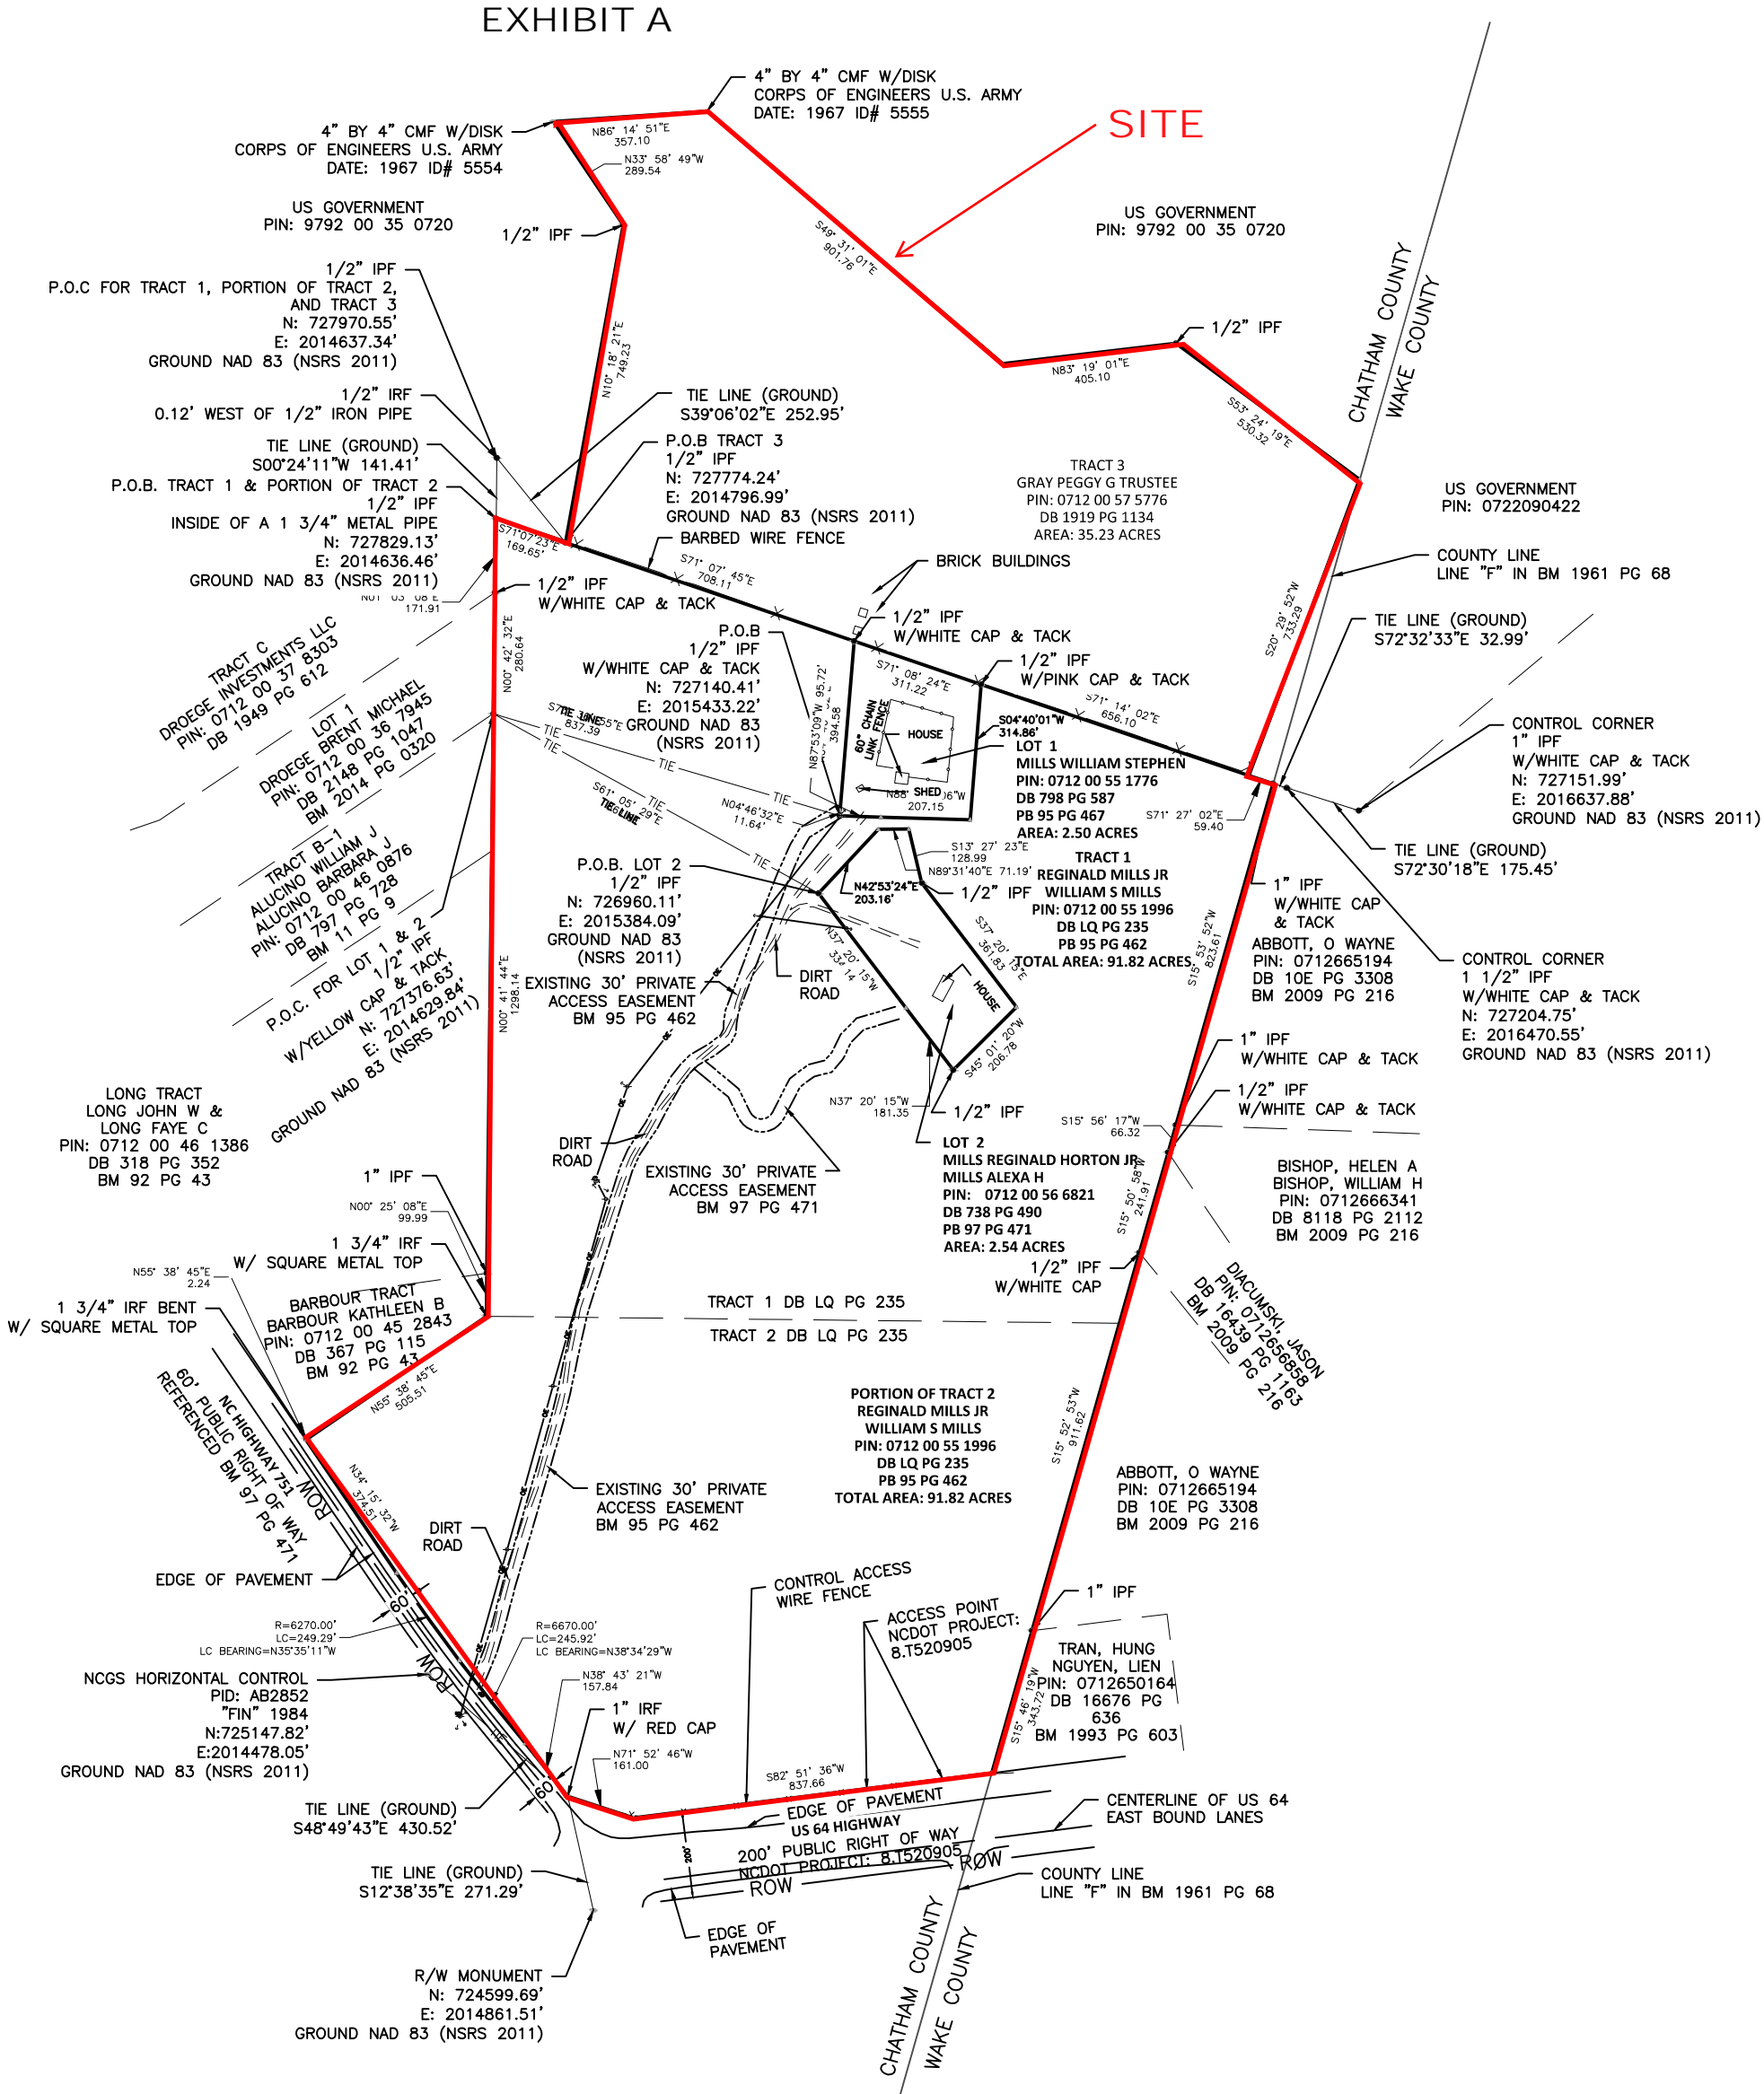 EXHIBIT A
4" BY 4" CMF W/DISK
CORPS OF ENGINEERS U.S. ARMY
DATE: 1967 ID# 5555
SITE
4" BY 4" CMF W/DISK
CORPS OF ENGINEERS U.S. ARMY
DATE: 1967 ID# 5554
N86° 14' 51"E
357.10
N33° 58' 49"W
289.54
US GOVERNMENT
PIN: 9792 00 35 0720
1/2" IPF
S49° 31' 01"E
901.76
US GOVERNMENT
PIN: 9792 00 35 0720
CHATHAM COUNTY
WAKE COUNTY
1/2" IPF
P.O.C FOR TRACT 1, PORTION OF TRACT 2,
AND TRACT 3
N: 727970.55'
E: 2014637.34'
GROUND NAD 83 (NSRS 2011)
1/2" IPF
N83° 19' 01"E
405.10
N10° 18' 21"E
749.23
S53° 24' 19"E
530.32
1/2" IRF
0.12' WEST OF 1/2" IRON PIPE
TIE LINE (GROUND)
S39°06'02"E 252.95'
TIE LINE (GROUND)
S00°24'11"W 141.41'
P.O.B TRACT 3
1/2" IPF
N: 727774.24'
E: 2014796.99'
GROUND NAD 83 (NSRS 2011)
BARBED WIRE FENCE
TRACT 3
GRAY PEGGY G TRUSTEE
PIN: 0712 00 57 5776
DB 1919 PG 1134
AREA: 35.23 ACRES
US GOVERNMENT
PIN: 0722090422
P.O.B. TRACT 1 & PORTION OF TRACT 2
1/2" IPF
INSIDE OF A 1 3/4" METAL PIPE
N: 727829.13'
E: 2014636.46'
GROUND NAD 83 (NSRS 2011)
S71°07'23"E
169.65'
S71° 07' 45"E
708.11
BRICK BUILDINGS
COUNTY LINE
LINE "F" IN BM 1961 PG 68
N01° 03' 08"E
171.91
1/2" IPF
W/WHITE CAP & TACK
S20° 29' 52"W
733.29
TIE LINE (GROUND)
S72°32'33"E 32.99'
TRACT C
DROEGE INVESTMENTS LLC
PIN: 0712 00 37 8303
DB 1949 PG 612
N00° 42' 32"E
280.64
P.O.B
1/2" IPF
W/WHITE CAP & TACK
N: 727140.41'
E: 2015433.22'
GROUND NAD 83
(NSRS 2011)
1/2" IPF
W/WHITE CAP & TACK
S71° 08' 24"E
311.22
1/2" IPF
W/PINK CAP & TACK
S71° 14' 02"E
656.10
LOT 1
DROEGE BRENT MICHAEL
PIN: 0712 00 36 7945
DB 2148 PG 1047
BM 2014 PG 0320
837.39
TIE LINE
TIE
TIE
N87°53'09"W 95.72'
394.58
60" CHAIN
LINK FENCE
HOUSE
SHED
207.15
S04°40'01"W
314.86'
LOT 1
MILLS WILLIAM STEPHEN
PIN: 0712 00 55 1776
DB 798 PG 587
PB 95 PG 467
AREA: 2.50 ACRES
CONTROL CORNER
1" IPF
W/WHITE CAP & TACK
N: 727151.99'
E: 2016637.88'
GROUND NAD 83 (NSRS 2011)
S71° 27' 02"E
59.40
TIE LINE (GROUND)
S72°30'18"E 175.45'
S61° 05' 29"E
TIE LINE
TIE
TIE
TIE
TIE
N04°46'32"E
11.64'
TRACT B-1
ALUCINO WILLIAM J
ALUCINO BARBARA J
PIN: 0712 00 46 0876
DB 797 PG 728
BM 11 PG 9
S13° 27' 23"E
128.99
N89°31'40"E 71.19'
1/2" IPF
TRACT 1
REGINALD MILLS JR
WILLIAM S MILLS
PIN: 0712 00 55 1996
DB LQ PG 235
PB 95 PG 462
TOTAL AREA: 91.82 ACRES
1" IPF
W/WHITE CAP
& TACK
P.O.B. LOT 2
1/2" IPF
N: 726960.11'
E: 2015384.09'
GROUND NAD 83
(NSRS 2011)
N42°53'24"E
203.16'
S15° 53' 52"W
823.61
ABBOTT, O WAYNE
PIN: 0712665194
DB 10E PG 3308
BM 2009 PG 216
CONTROL CORNER
1 1/2" IPF
W/WHITE CAP & TACK
N: 727204.75'
E: 2016470.55'
GROUND NAD 83 (NSRS 2011)
P.O.C. FOR LOT 1 & 2
1/2" IPF
W/YELLOW CAP & TACK
N: 727376.63'
E: 2014629.84'
GROUND NAD 83 (NSRS 2011)
N00° 41' 44"E
1298.14
EXISTING 30' PRIVATE
ACCESS EASEMENT
BM 95 PG 462
DIRT
ROAD
N37° 20' 15"W
334.14
S37° 20' 15"E
361.83
HOUSE
S45° 01' 20"W
206.78
1" IPF
W/WHITE CAP & TACK
1/2" IPF
W/WHITE CAP & TACK
LONG TRACT
LONG JOHN W &
LONG FAYE C
PIN: 0712 00 46 1386
DB 318 PG 352
BM 92 PG 43
N37° 20' 15"W
181.35
1/2" IPF
S15° 56' 17"W
66.32
DIRT
ROAD
EXISTING 30' PRIVATE
ACCESS EASEMENT
BM 97 PG 471
LOT 2
MILLS REGINALD HORTON JR
MILLS ALEXA H
PIN: 0712 00 56 6821
DB 738 PG 490
PB 97 PG 471
AREA: 2.54 ACRES
S15° 50' 58"W
241.91
BISHOP, HELEN A
BISHOP, WILLIAM H
PIN: 0712666341
DB 8118 PG 2112
BM 2009 PG 216
1" IPF
N00° 25' 08"E
99.99
1 3/4" IRF
W/ SQUARE METAL TOP
N55° 38' 45"E
2.24
1/2" IPF
W/WHITE CAP
DIACUMSKI, JASON
PIN: 0712656858
DB 16439 PG 1163
BM 2009 PG 216
1 3/4" IRF BENT
W/ SQUARE METAL TOP
BARBOUR TRACT
BARBOUR KATHLEEN B
PIN: 0712 00 45 2843
DB 367 PG 115
BM 92 PG 43
TRACT 1 DB LQ PG 235
TRACT 2 DB LQ PG 235
N55° 38' 45"E
505.51
NC HIGHWAY 751
60' PUBLIC RIGHT OF WAY
REFERENCED BM 97 PG 471
ROW
N34° 15' 32"W
374.51
PORTION OF TRACT 2
REGINALD MILLS JR
WILLIAM S MILLS
PIN: 0712 00 55 1996
DB LQ PG 235
PB 95 PG 462
TOTAL AREA: 91.82 ACRES
S15° 52' 53"W
911.62
ABBOTT, O WAYNE
PIN: 0712665194
DB 10E PG 3308
BM 2009 PG 216
EXISTING 30' PRIVATE
ACCESS EASEMENT
BM 95 PG 462
DIRT
ROAD
EDGE OF PAVEMENT
60'
CONTROL ACCESS
WIRE FENCE
ACCESS POINT
NCDOT PROJECT:
8.T520905
1" IPF
R=6270.00'
LC=249.29'
LC BEARING=N35°35'11"W
R=6670.00'
LC=245.92'
LC BEARING=N38°34'29"W
TRAN, HUNG
NGUYEN, LIEN
PIN: 0712650164
DB 16676 PG
636
BM 1993 PG 603
S15° 46' 19"W
343.72
NCGS HORIZONTAL CONTROL
PID: AB2852
"FIN" 1984
N:725147.82'
E:2014478.05'
GROUND NAD 83 (NSRS 2011)
ROW
TIE
N38° 43' 21"W
157.84
1" IRF
W/ RED CAP
N71° 52' 46"W
161.00
S82° 51' 36"W
837.66
60'
TIE LINE (GROUND)
S48°49'43"E 430.52'
EDGE OF PAVEMENT
US 64 HIGHWAY
200' PUBLIC RIGHT OF WAY
NCDOT PROJECT: 8.T520905
200'
ROW
ROW
CENTERLINE OF US 64
EAST BOUND LANES
TIE LINE (GROUND)
S12°38'35"E 271.29'
COUNTY LINE
LINE "F" IN BM 1961 PG 68
EDGE OF
PAVEMENT
R/W MONUMENT
N: 724599.69'
E: 2014861.51'
GROUND NAD 83 (NSRS 2011)
CHATHAM COUNTY
WAKE COUNTY